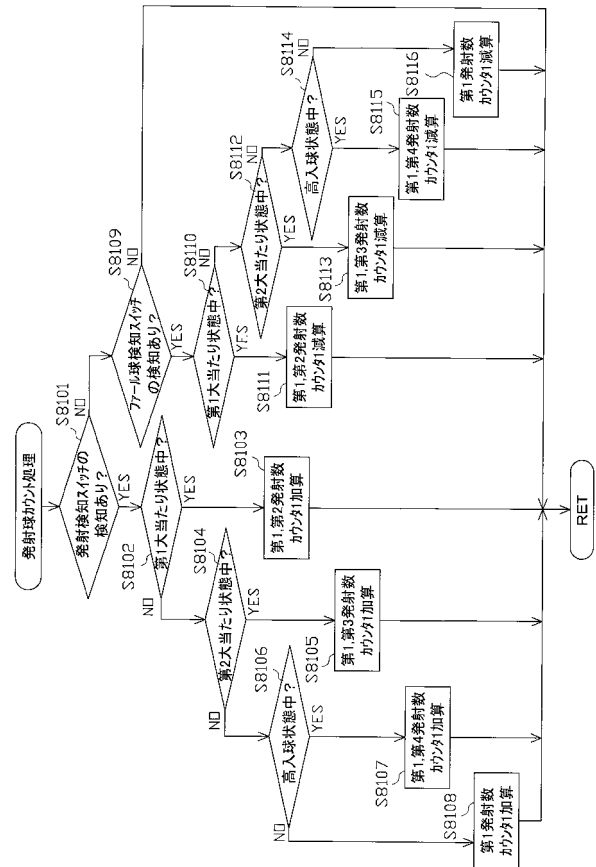 発射球カウント処理
S8101
発射検知スイッチの
検知あり？
NO
YES
S8102
第1大当たり状態中？
NO
YES
S8103
第1,第2発射数
カウンタ1加算
S8104
第2大当たり状態中？
NO
YES
S8105
第1,第3発射数
カウンタ1加算
S8106
高入球状態中？
NO
YES
S8107
第1,第4発射数
カウンタ1加算
S8108
第1発射数
カウンタ1加算
S8109
ファール球検知スイッチ
の検知あり？
NO
YES
S8110
第1大当たり状態中？
NO
YES
S8111
第1,第2発射数
カウンタ1減算
S8112
第2大当たり状態中？
NO
YES
S8113
第1,第3発射数
カウンタ1減算
S8114
高入球状態中？
NO
YES
S8115
第1,第4発射数
カウンタ1減算
S8116
第1発射数
カウンタ1減算
RET